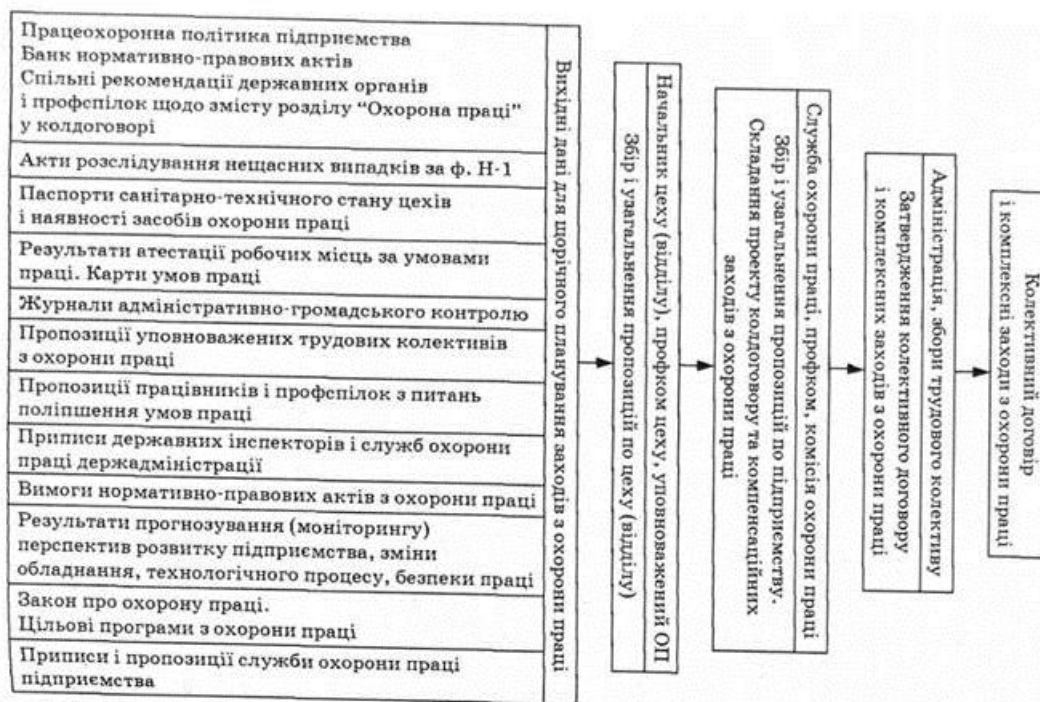 Працеохоронна політика підприємства
Банк нормативно-правових актів
Спільні рекомендації державних органів
і профспілок щодо змісту розділу “Охорона праці”
у колдоговорі
Акти розслідування нещасних випадків за ф. Н-1
Паспорти санітарно-технічного стану цехів
і наявності засобів охорони праці
Результати атестації робочих місць за умовами
праці. Карти умов праці
Журнали адміністративно-громадського контролю
Пропозиції уповноважених трудових колективів
з охорони праці
Пропозиції працівників і профспілок з питань
поліпшення умов праці
Приписи державних інспекторів і служб охорони
праці держадміністрації
Вимоги нормативно-правових актів з охорони праці
Результати прогнозування (моніторингу)
перспектив розвитку підприємства, зміни
обладнання, технологічного процесу, безпеки праці
Закон про охорону праці.
Цільові програми з охорони праці
Приписи і пропозиції служби охорони праці
підприємства
Вихідні дані для щорічного планування заходів з охорони праці
Начальник цеху (відділу), профком цеху, уповноважений ОП
Збір і узагальнення пропозицій по цеху (відділу)
Служба охорони праці, профком, комісія охорони праці
Збір і узагальнення пропозицій по підприємству.
Складання проекту колдоговору та компенсаційних
заходів з охорони праці
Адміністрація, збори трудового колективу
Затвердження колективного договору
і комплексних заходів з охорони праці
Колективний договір
і комплексні заходи з охорони праці